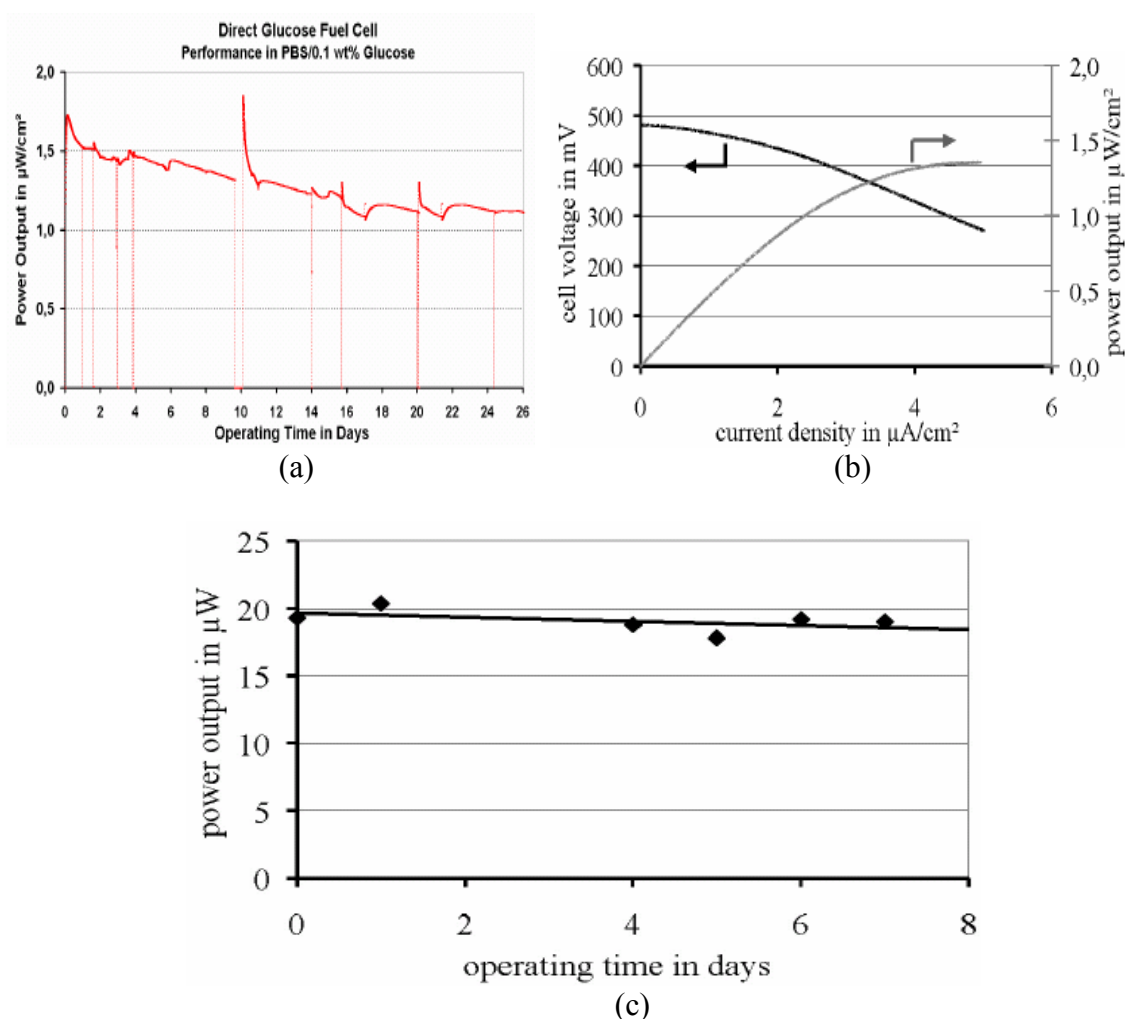 Direct Glucose Fuel Cell
Performance in PBS/0.1 wt% Glucose
Power Output in µW/cm²
2,0
1,5
1,0
0,5
0,0
0 2 4 6 8 10 12 14 16 18 20 22 24 26
Operating Time in Days
(a)
cell voltage in mV
600
500
400
300
200
100
0
2,0
1,5
1,0
0,5
0,0
power output in µW/cm²
0 2 4 6
current density in µA/cm²
(b)
power output in µW
25
20
15
10
5
0
0 2 4 6 8
operating time in days
(c)